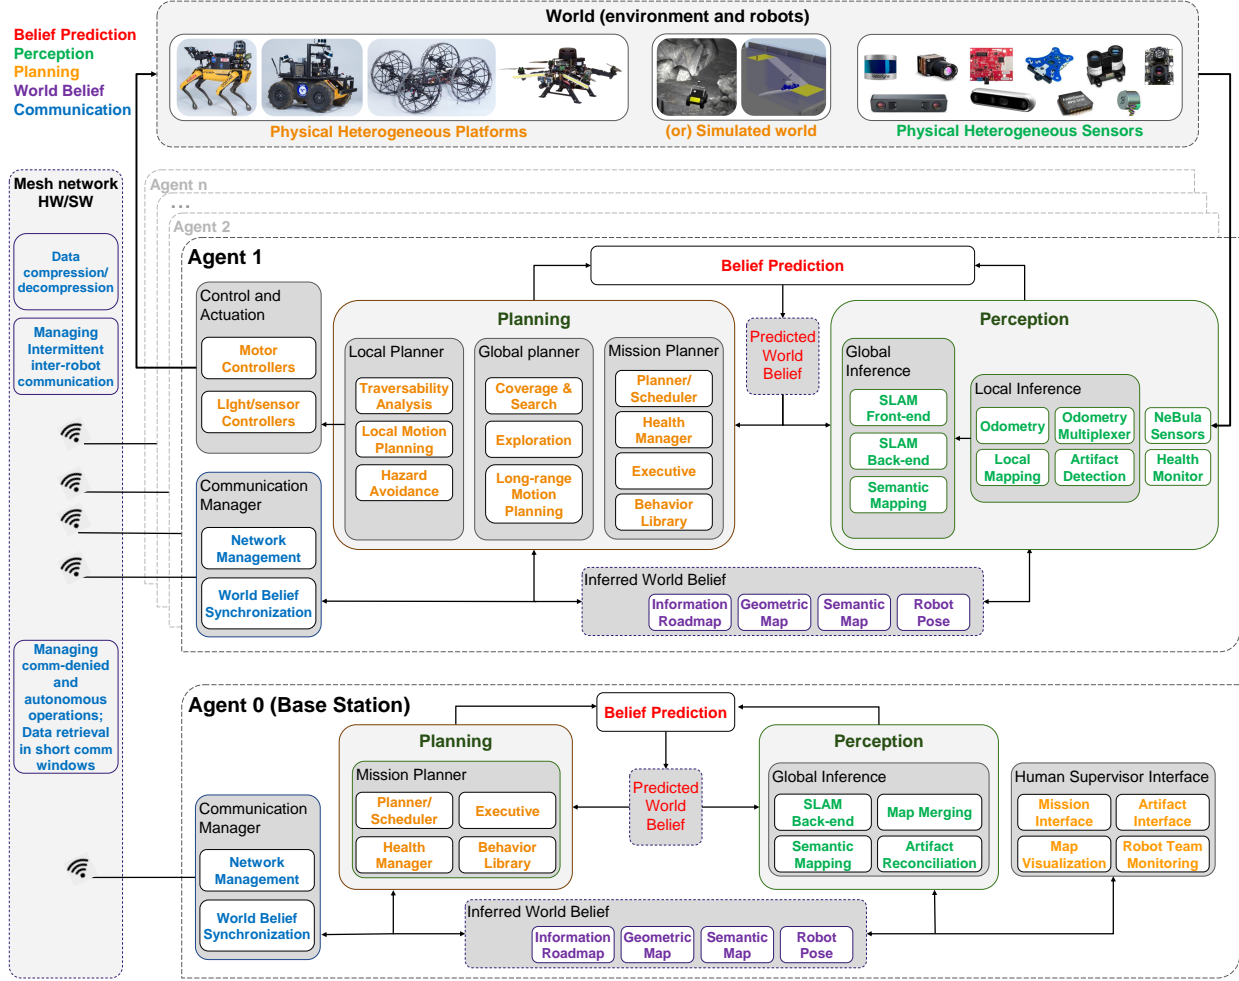 World (environment and robots)
Belief Prediction
Perception
Planning
World Belief
Communication
Physical Heterogeneous Platforms
(or) Simulated world
Physical Heterogeneous Sensors
Mesh network
HW/SW
Data
compression/
decompression
Managing
Intermittent
inter-robot
communication
Managing
comm-denied
and
autonomous
operations;
Data retrieval
in short comm
windows
Agent n
...
Agent 2
Agent 1
Belief Prediction
Control and
Actuation
Motor
Controllers
LIght/sensor
Controllers
Communication
Manager
Network
Management
World Belief
Synchronization
Planning
Local Planner
Traversability
Analysis
Local Motion
Planning
Hazard
Avoidance
Global planner
Coverage &
Search
Exploration
Long-range
Motion
Planning
Mission Planner
Planner/
Scheduler
Health
Manager
Executive
Behavior
Library
Predicted
World
Belief
Perception
Global
Inference
SLAM
Front-end
SLAM
Back-end
Semantic
Mapping
Local Inference
Odometry
Odometry
Multiplexer
Local
Mapping
Artifact
Detection
NeBula
Sensors
Health
Monitor
Inferred World Belief
Information
Roadmap
Geometric
Map
Semantic
Map
Robot
Pose
Agent 0 (Base Station)
Belief Prediction
Communication
Manager
Network
Management
World Belief
Synchronization
Planning
Mission Planner
Planner/
Scheduler
Executive
Health
Manager
Behavior
Library
Predicted
World
Belief
Perception
Global Inference
SLAM
Back-end
Map Merging
Semantic
Mapping
Artifact
Reconciliation
Human Supervisor Interface
Mission
Interface
Artifact
Interface
Map
Visualization
Robot Team
Monitoring
Inferred World Belief
Information
Roadmap
Geometric
Map
Semantic
Map
Robot
Pose